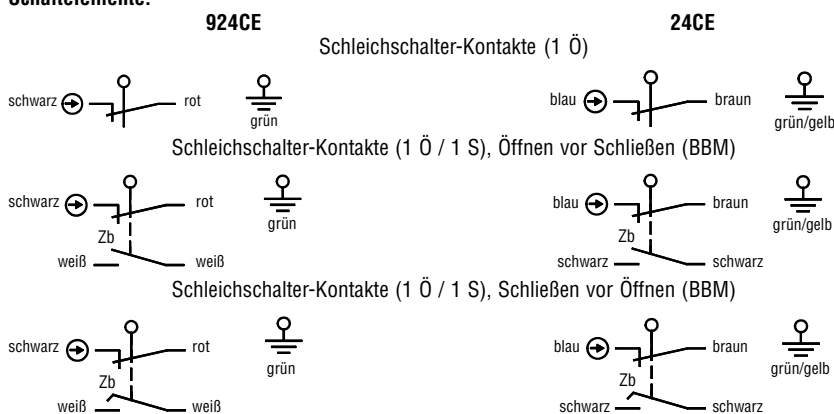 Schaltelemente:
924CE 24CE
Schleichschalter-Kontakte (1 Ö)
schwarz rot grün blau braun grün/gelb
Schleichschalter-Kontakte (1 Ö / 1 S), Öffnen vor Schließen (BBM)
schwarz rot grün blau braun grün/gelb
Zb Zb
weiß weiß schwarz schwarz
Schleichschalter-Kontakte (1 Ö / 1 S), Schließen vor Öffnen (BBM)
schwarz rot grün blau braun grün/gelb
Zb Zb
weiß weiß schwarz schwarz